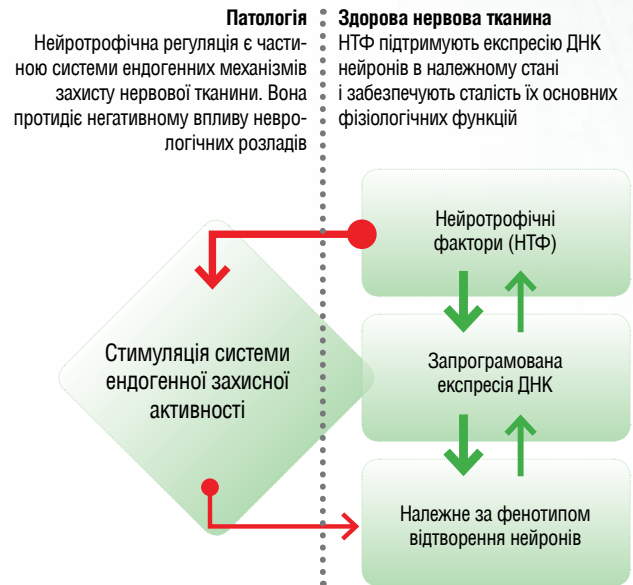 Патологія
Нейротрофічна регуляція є части-
ною системи ендогенних механізмів
захисту нервової тканини. Вона
протидіє негативному впливу невро-
логічних розладів
Здорова нервова тканина
НТФ підтримують експресію ДНК
нейронів в належному стані
і забезпечують сталість їх основних
фізіологічних функцій
Нейротрофічні
фактори (НТФ)
Стимуляція системи
ендогенної захисної
активності
Запрограмована
експресія ДНК
Належне за фенотипом
відтворення нейронів